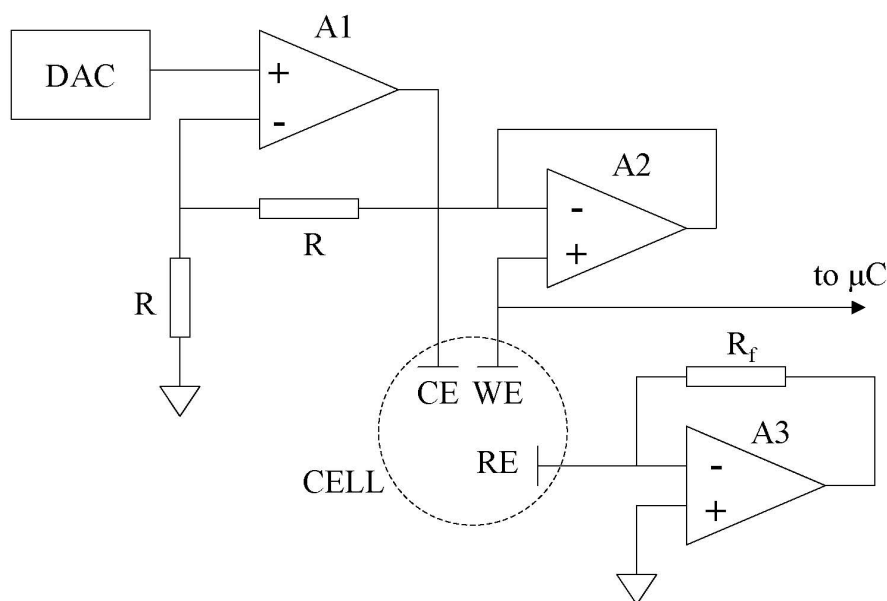 A1
DAC
+
-
A2
-
+
R
R
to μC
Rf
CE WE
A3
RE
-
CELL
+